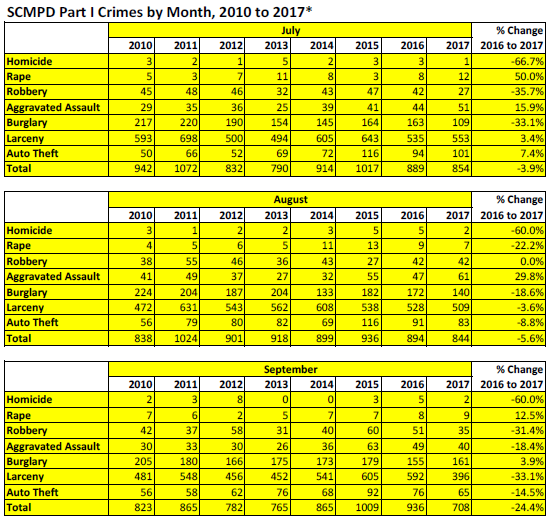 SCMPD Part I Crimes by Month, 2010 to 2017*
July % Change
2010 2011 2012 2013 2014 2015 2016 2017 2016 to 2017
Homicide 3 2 1 5 2 3 3 1 -66.7%
Rape 5 3 7 11 8 3 8 12 50.0%
Robbery 45 48 46 32 43 47 42 27 -35.7%
Aggravated Assault 29 35 36 25 39 41 44 51 15.9%
Burglary 217 220 190 154 145 164 163 109 -33.1%
Larceny 593 698 500 494 605 643 535 553 3.4%
Auto Theft 50 66 52 69 72 116 94 101 7.4%
Total 942 1072 832 790 914 1017 889 854 -3.9%
August % Change
2010 2011 2012 2013 2014 2015 2016 2017 2016 to 2017
Homicide 3 1 2 2 3 5 5 2 -60.0%
Rape 4 5 6 5 11 13 9 7 -22.2%
Robbery 38 55 46 36 43 27 42 42 0.0%
Aggravated Assault 41 49 37 27 32 55 47 61 29.8%
Burglary 224 204 187 204 133 182 172 140 -18.6%
Larceny 472 631 543 562 608 538 528 509 -3.6%
Auto Theft 56 79 80 82 69 116 91 83 -8.8%
Total 838 1024 901 918 899 936 894 844 -5.6%
September % Change
2010 2011 2012 2013 2014 2015 2016 2017 2016 to 2017
Homicide 2 3 8 0 0 3 5 2 -60.0%
Rape 7 6 2 5 7 7 8 9 12.5%
Robbery 42 37 58 31 40 60 51 35 -31.4%
Aggravated Assault 30 33 30 26 36 63 49 40 -18.4%
Burglary 205 180 166 175 173 179 155 161 3.9%
Larceny 481 548 456 452 541 605 592 396 -33.1%
Auto Theft 56 58 62 76 68 92 76 65 -14.5%
Total 823 865 782 765 865 1009 936 708 -24.4%